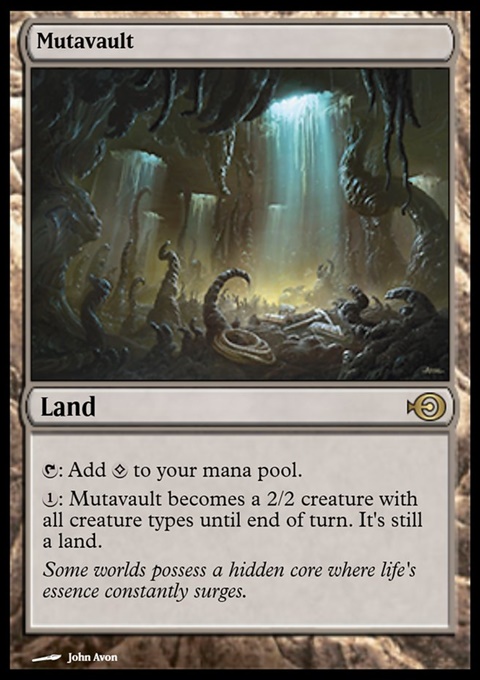 Mutavault
Land
: Add to your mana pool.
1: Mutavault becomes a 2/2 creature with
all creature types until end of turn. It's still
a land.
Some worlds possess a hidden core where life's
essence constantly surges.
John Avon